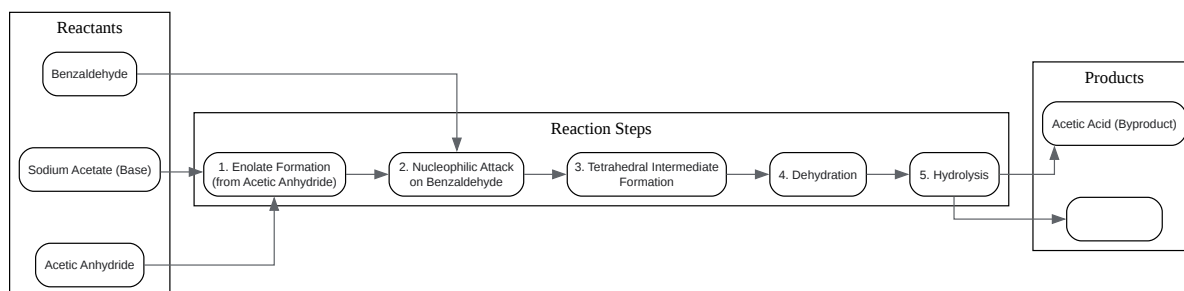 Reactants
Benzaldehyde
Sodium Acetate (Base)
Acetic Anhydride
Reaction Steps
1. Enolate Formation
(from Acetic Anhydride)
2. Nucleophilic Attack
on Benzaldehyde
3. Tetrahedral Intermediate
Formation
4. Dehydration
5. Hydrolysis
Products
Acetic Acid (Byproduct)